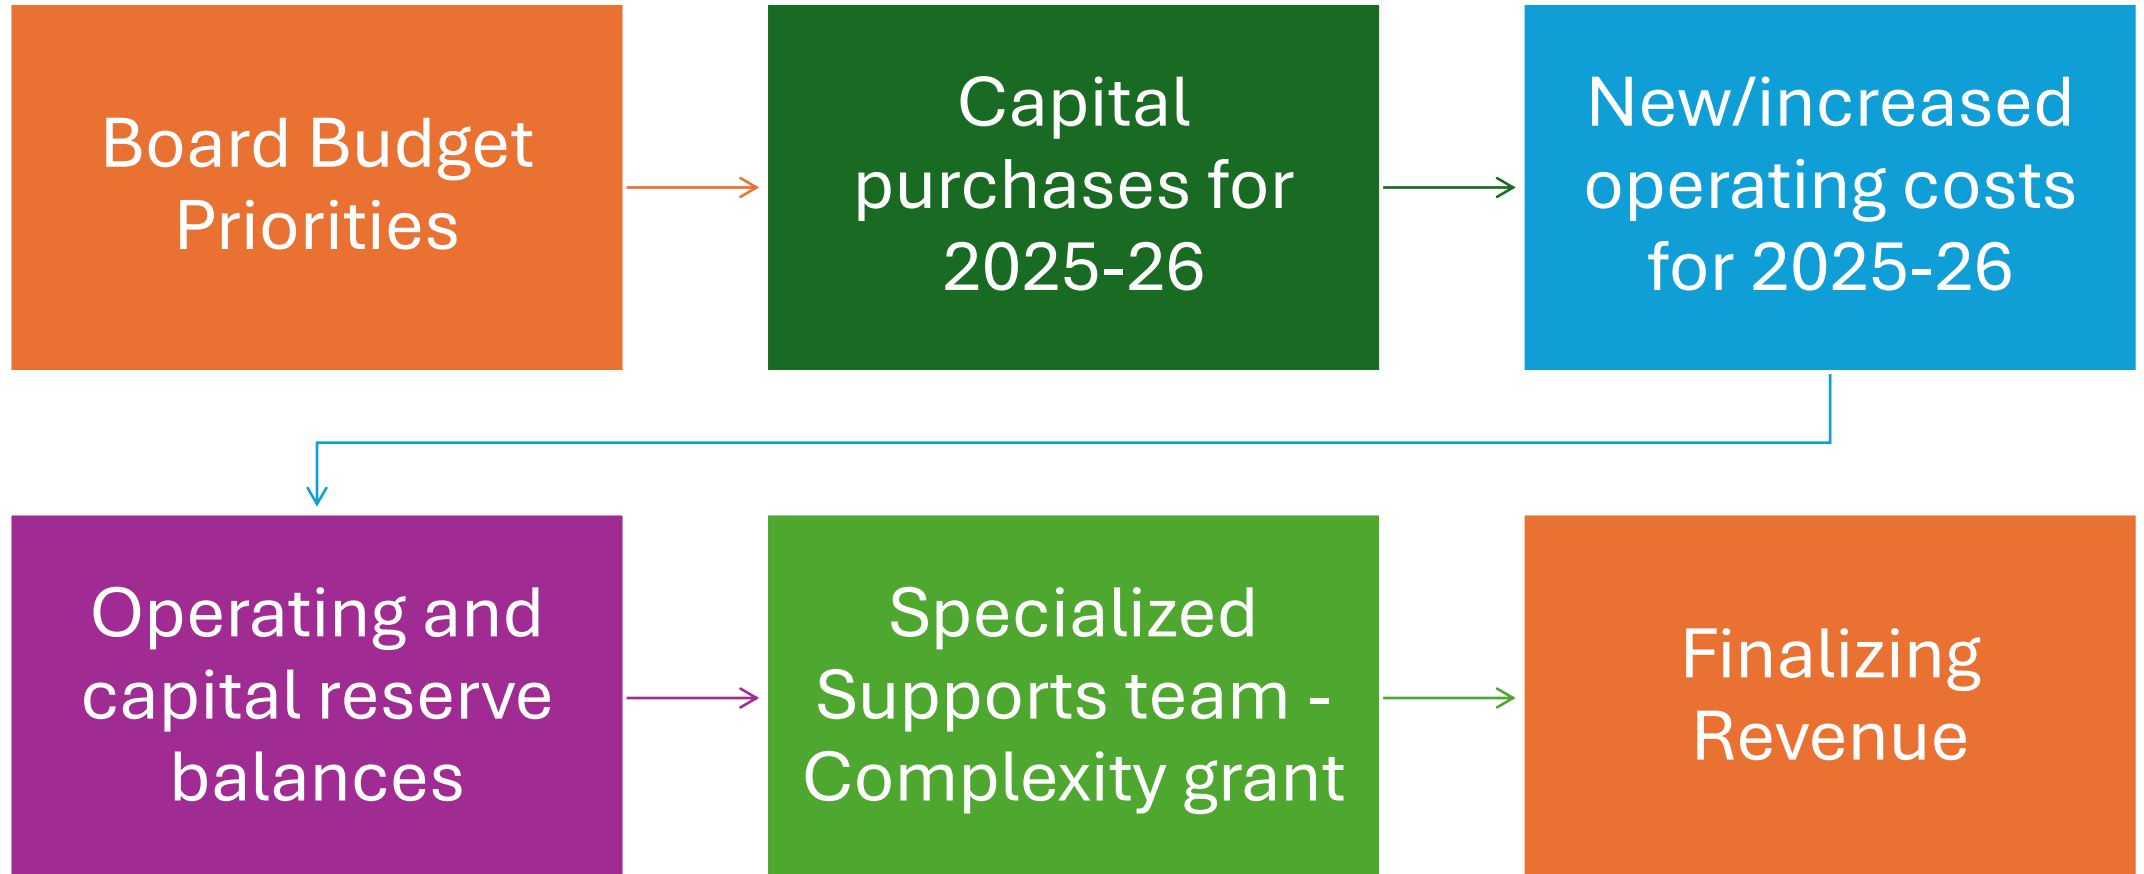 Board Budget
Priorities
Capital
purchases for
2025-26
New/increased
operating costs
for 2025-26
Operating and
capital reserve
balances
Specialized
Supports team -
Complexity grant
Finalizing
Revenue